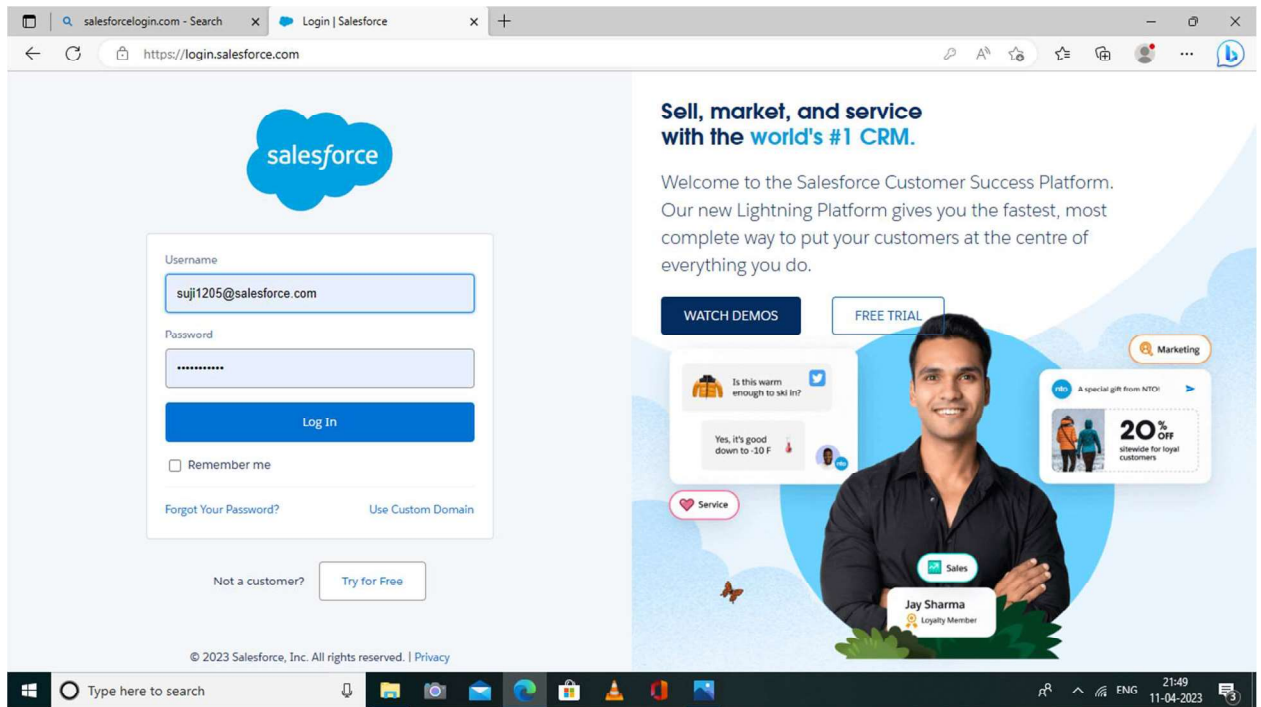 salesforcelogin.com - Search
Login | Salesforce
https://login.salesforce.com
salesforce
Username
suji1205@salesforce.com
Password
•••••••••••
Log In
Remember me
Forgot Your Password? Use Custom Domain
Not a customer? Try for Free
© 2023 Salesforce, Inc. All rights reserved. | Privacy
Sell, market, and service
with the world's #1 CRM.
Welcome to the Salesforce Customer Success Platform.
Our new Lightning Platform gives you the fastest, most
complete way to put your customers at the centre of
everything you do.
WATCH DEMOS FREE TRIAL
Marketing
Is this warm
enough to ski in?
Yes, it's good
down to -10 F
nto
Service
nto
A special gift from NTO!
20% OFF
sitewide for loyal
customers
Sales
Jay Sharma
Loyalty Member
Type here to search
ENG
21:49
11-04-2023
3